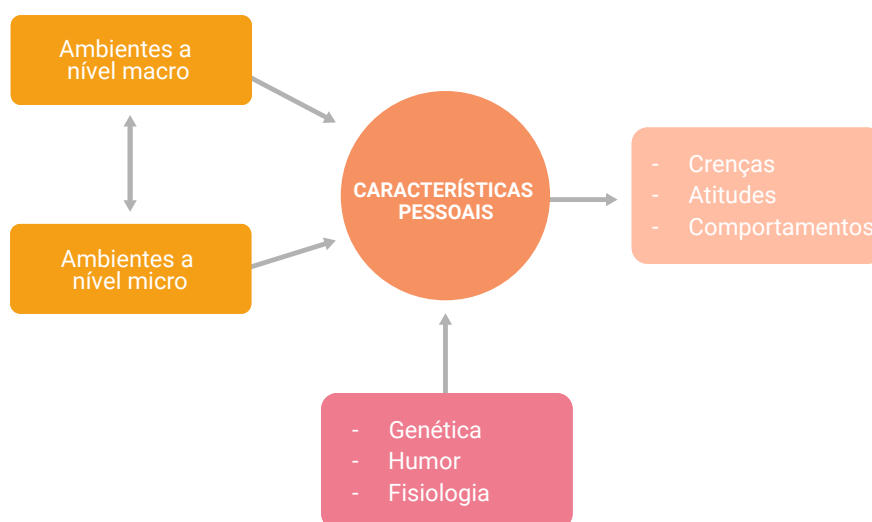 Ambientes a
nível macro
Ambientes a
nível micro
CARACTERÍSTICAS
PESSOAIS
- Crenças
- Atitudes
- Comportamentos
- Genética
- Humor
- Fisiologia